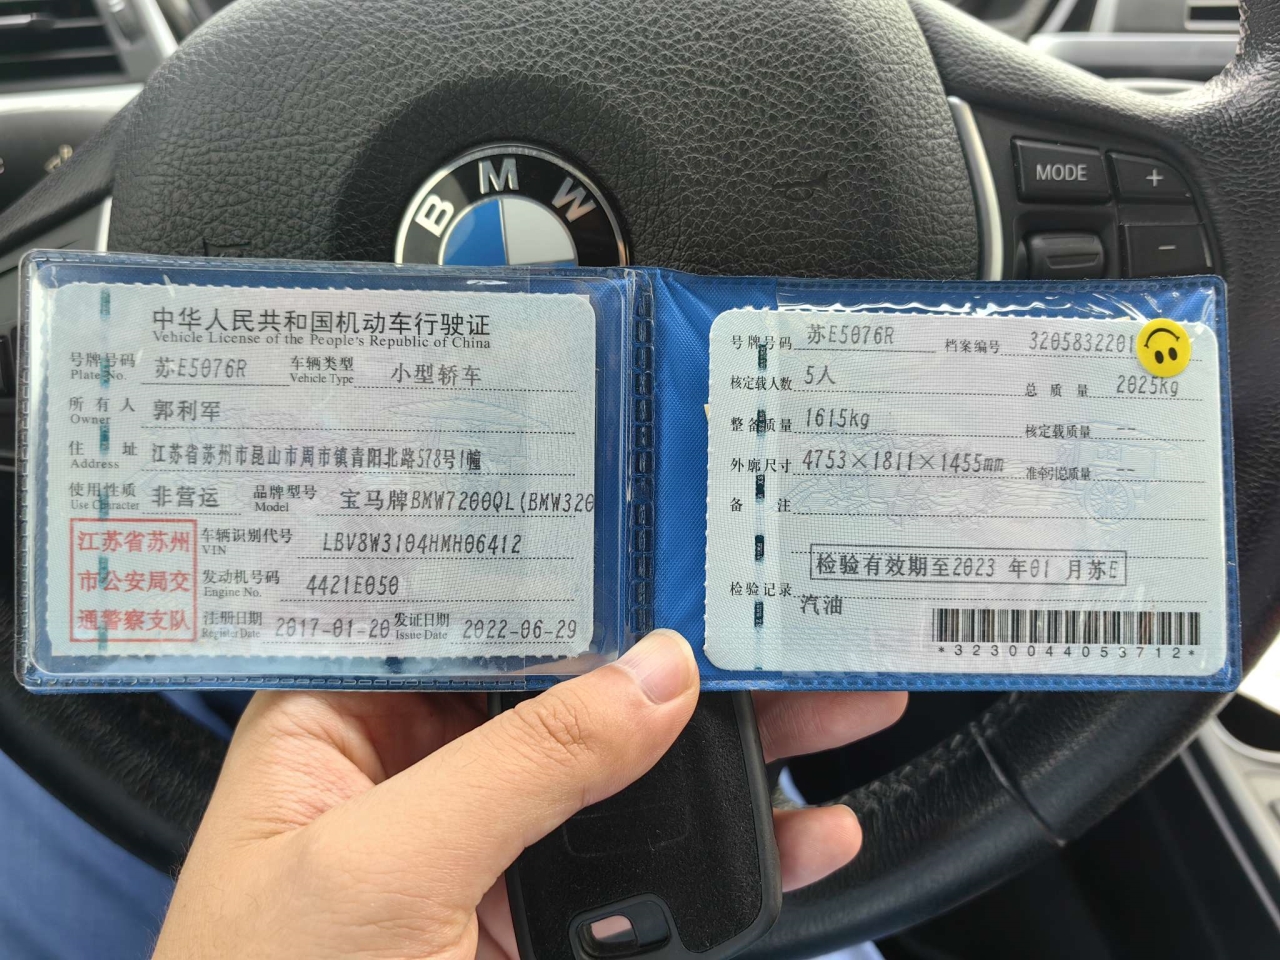 BMW
MODE
+
−
中华人民共和国机动车行驶证
Vehicle License of the People's Republic of China
号牌号码 苏E5076R 车辆类型 小型轿车
Plate No. Vehicle Type
所有人 郭利军
Owner
住址 江苏省苏州市昆山市周市镇青阳北路578号1幢
Address
使用性质 非营运 品牌型号 宝马牌BMW7200QL(BMW320
Use Character Model
江苏省苏州
市公安局交
通警察支队
车辆识别代号 LBV8W3104HMH06412
VIN
发动机号码 4421E050
Engine No.
注册日期 2017-01-20 发证日期 2022-06-29
Register Date Issue Date
号牌号码 苏E5076R 档案编号 3205832201
核定载人数 5人 总质量 2025kg
整备质量 1615kg 核定载质量 --
外廓尺寸 4753×1811×1455mm 准牵引总质量 --
备注
检验有效期至2023 年01 月苏E
检验记录
汽油
*3230044053712*